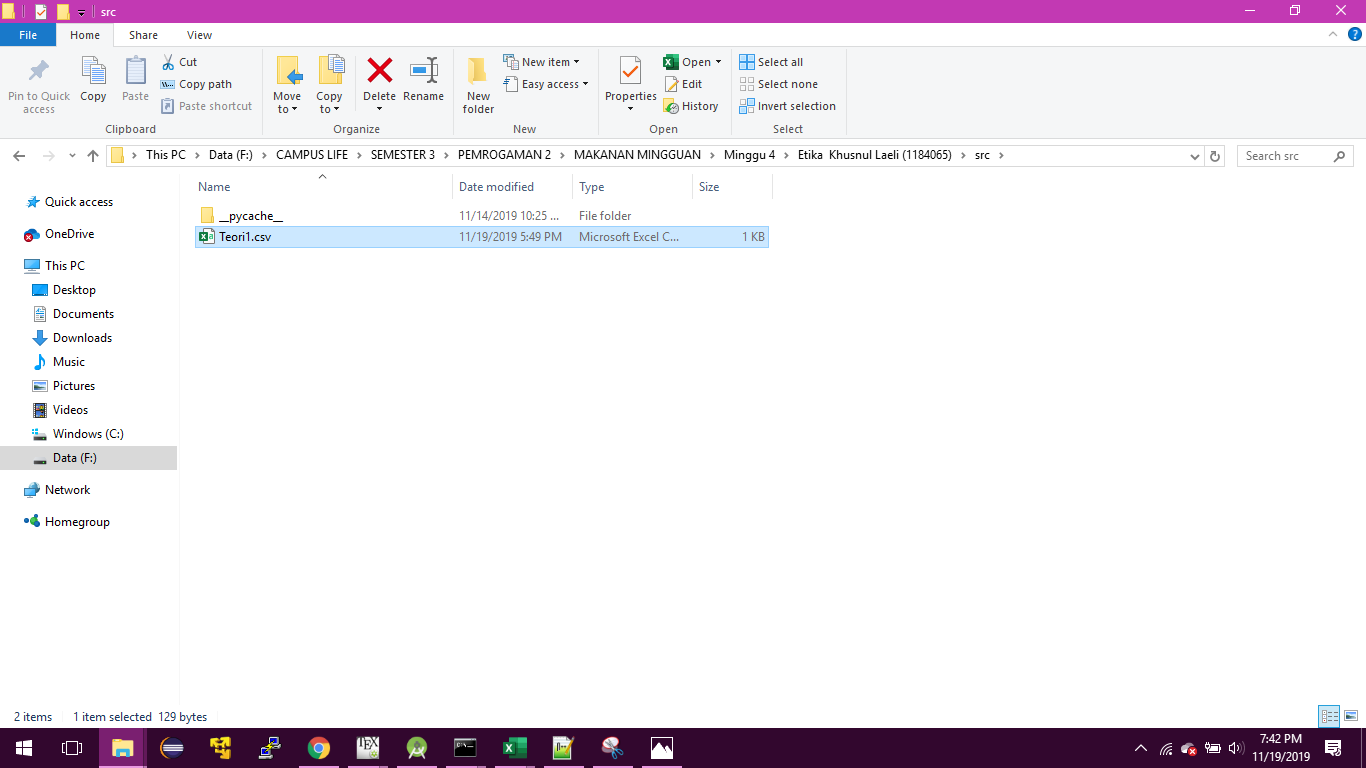 src
File Home Share View
Pin to Quick access
Copy
Paste
Cut
Copy path
Paste shortcut
Clipboard
Move to
Copy to
Delete
Rename
Organize
New folder
New item
Easy access
New
Properties
Open
Edit
History
Open
Select all
Select none
Invert selection
Select
This PC Data (F:) CAMPUS LIFE SEMESTER 3 PEMROGAMAN 2 MAKANAN MINGGUAN Minggu 4 Etika Khusnul Laeli (1184065) src
Search src
Quick access
OneDrive
This PC
Desktop
Documents
Downloads
Music
Pictures
Videos
Windows (C:)
Data (F:)
Network
Homegroup
Name Date modified Type Size
__pycache__ 11/14/2019 10:25 ... File folder
Teori1.csv 11/19/2019 5:49 PM Microsoft Excel C... 1 KB
2 items 1 item selected 129 bytes
7:42 PM
11/19/2019